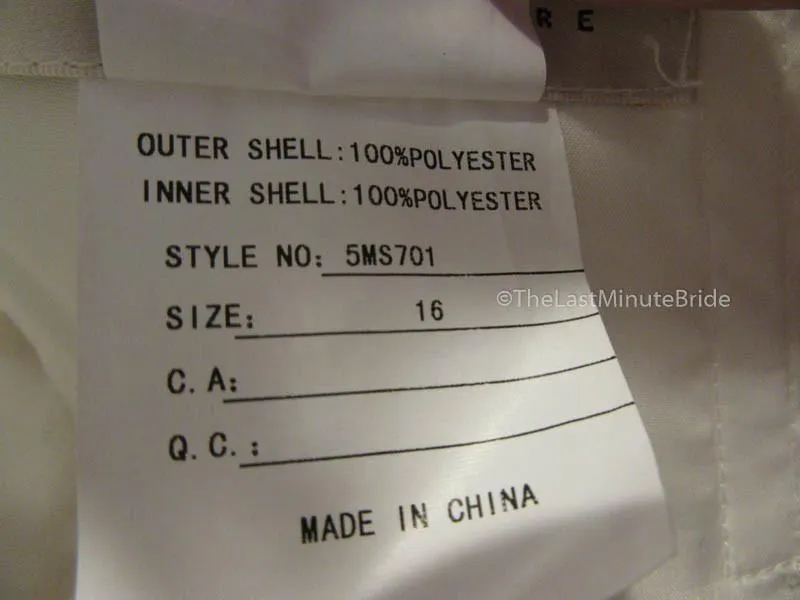 R E
OUTER SHELL:100%POLYESTER
INNER SHELL:100%POLYESTER
STYLE NO: 5MS701
SIZE: 16
©TheLastMinuteBride
C.A:
Q.C.:
MADE IN CHINA